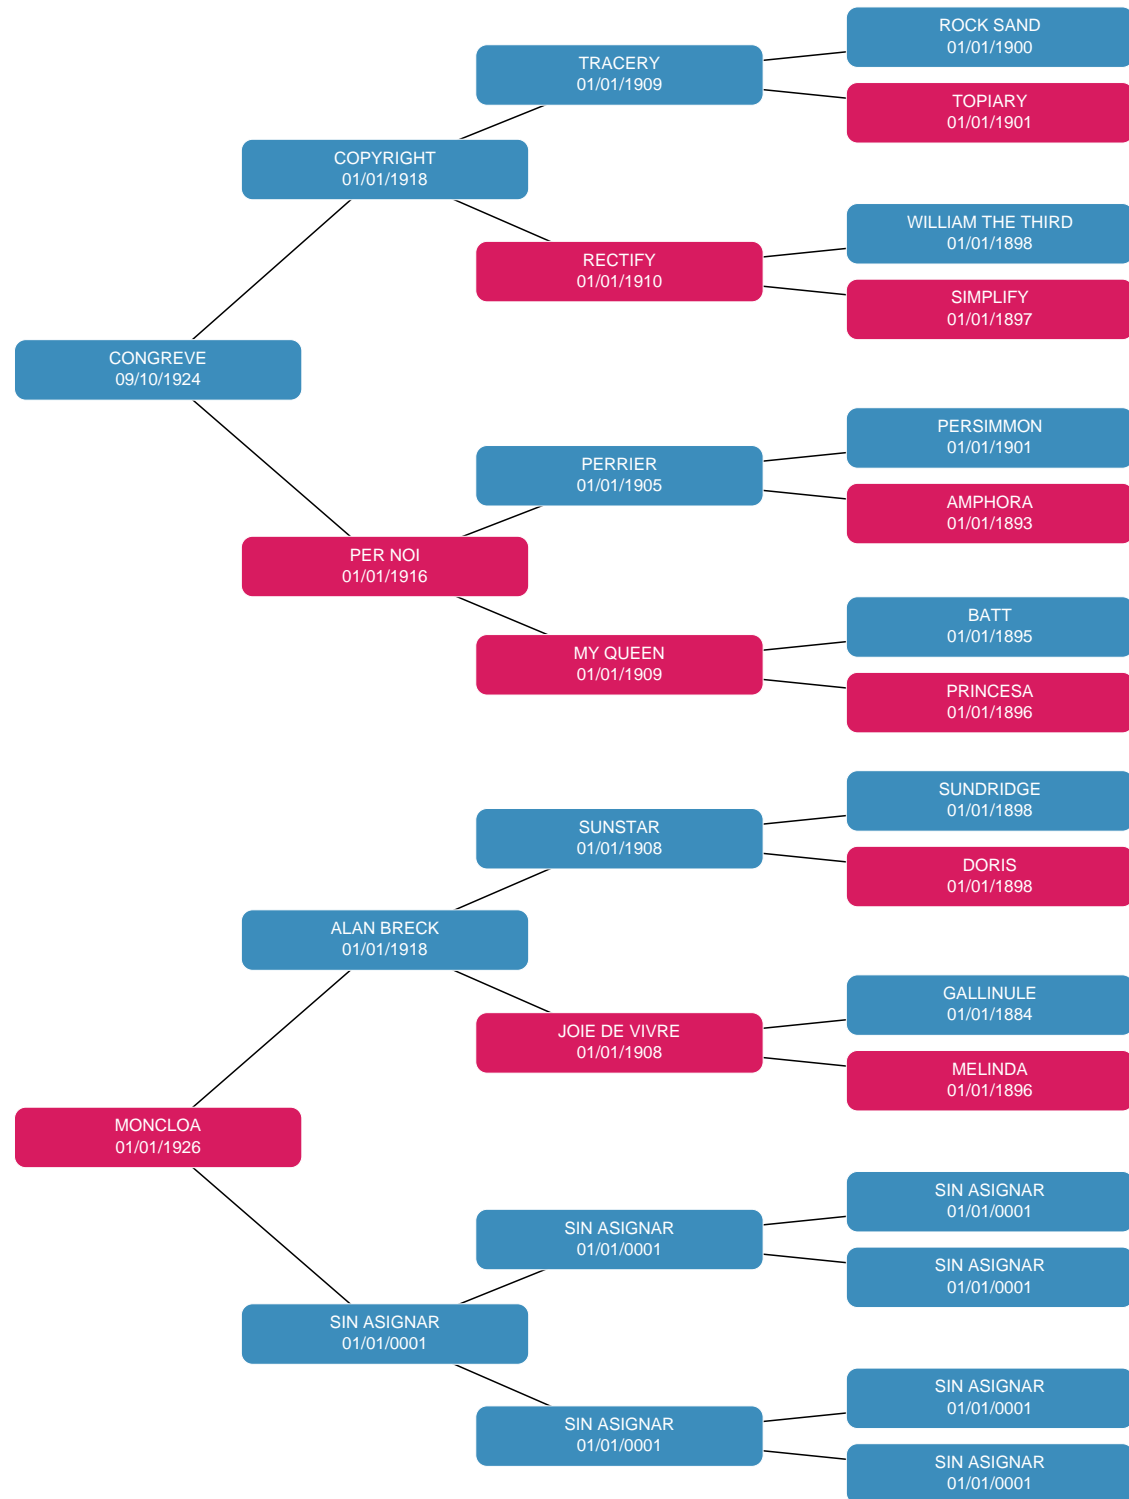 ROCK SAND
01/01/1900
TRACERY
01/01/1909
TOPIARY
01/01/1901
COPYRIGHT
01/01/1918
WILLIAM THE THIRD
01/01/1898
RECTIFY
01/01/1910
SIMPLIFY
01/01/1897
CONGREVE
09/10/1924
PERSIMMON
01/01/1901
PERRIER
01/01/1905
AMPHORA
01/01/1893
PER NOI
01/01/1916
BATT
01/01/1895
MY QUEEN
01/01/1909
PRINCESA
01/01/1896
SUNDRIDGE
01/01/1898
SUNSTAR
01/01/1908
DORIS
01/01/1898
ALAN BRECK
01/01/1918
GALLINULE
01/01/1884
JOIE DE VIVRE
01/01/1908
MELINDA
01/01/1896
MONCLOA
01/01/1926
SIN ASIGNAR
01/01/0001
SIN ASIGNAR
01/01/0001
SIN ASIGNAR
01/01/0001
SIN ASIGNAR
01/01/0001
SIN ASIGNAR
01/01/0001
SIN ASIGNAR
01/01/0001
SIN ASIGNAR
01/01/0001